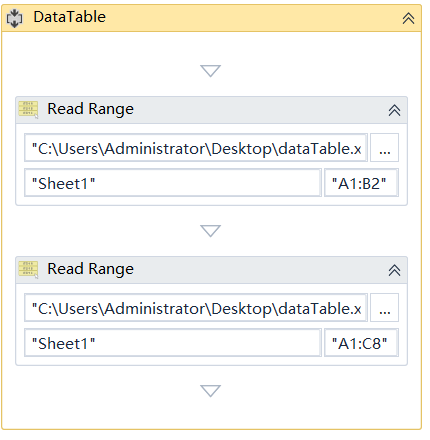 DataTable
Read Range
"C:\Users\Administrator\Desktop\dataTable.x
...
"Sheet1"
"A1:B2"
Read Range
"C:\Users\Administrator\Desktop\dataTable.x
...
"Sheet1"
"A1:C8"